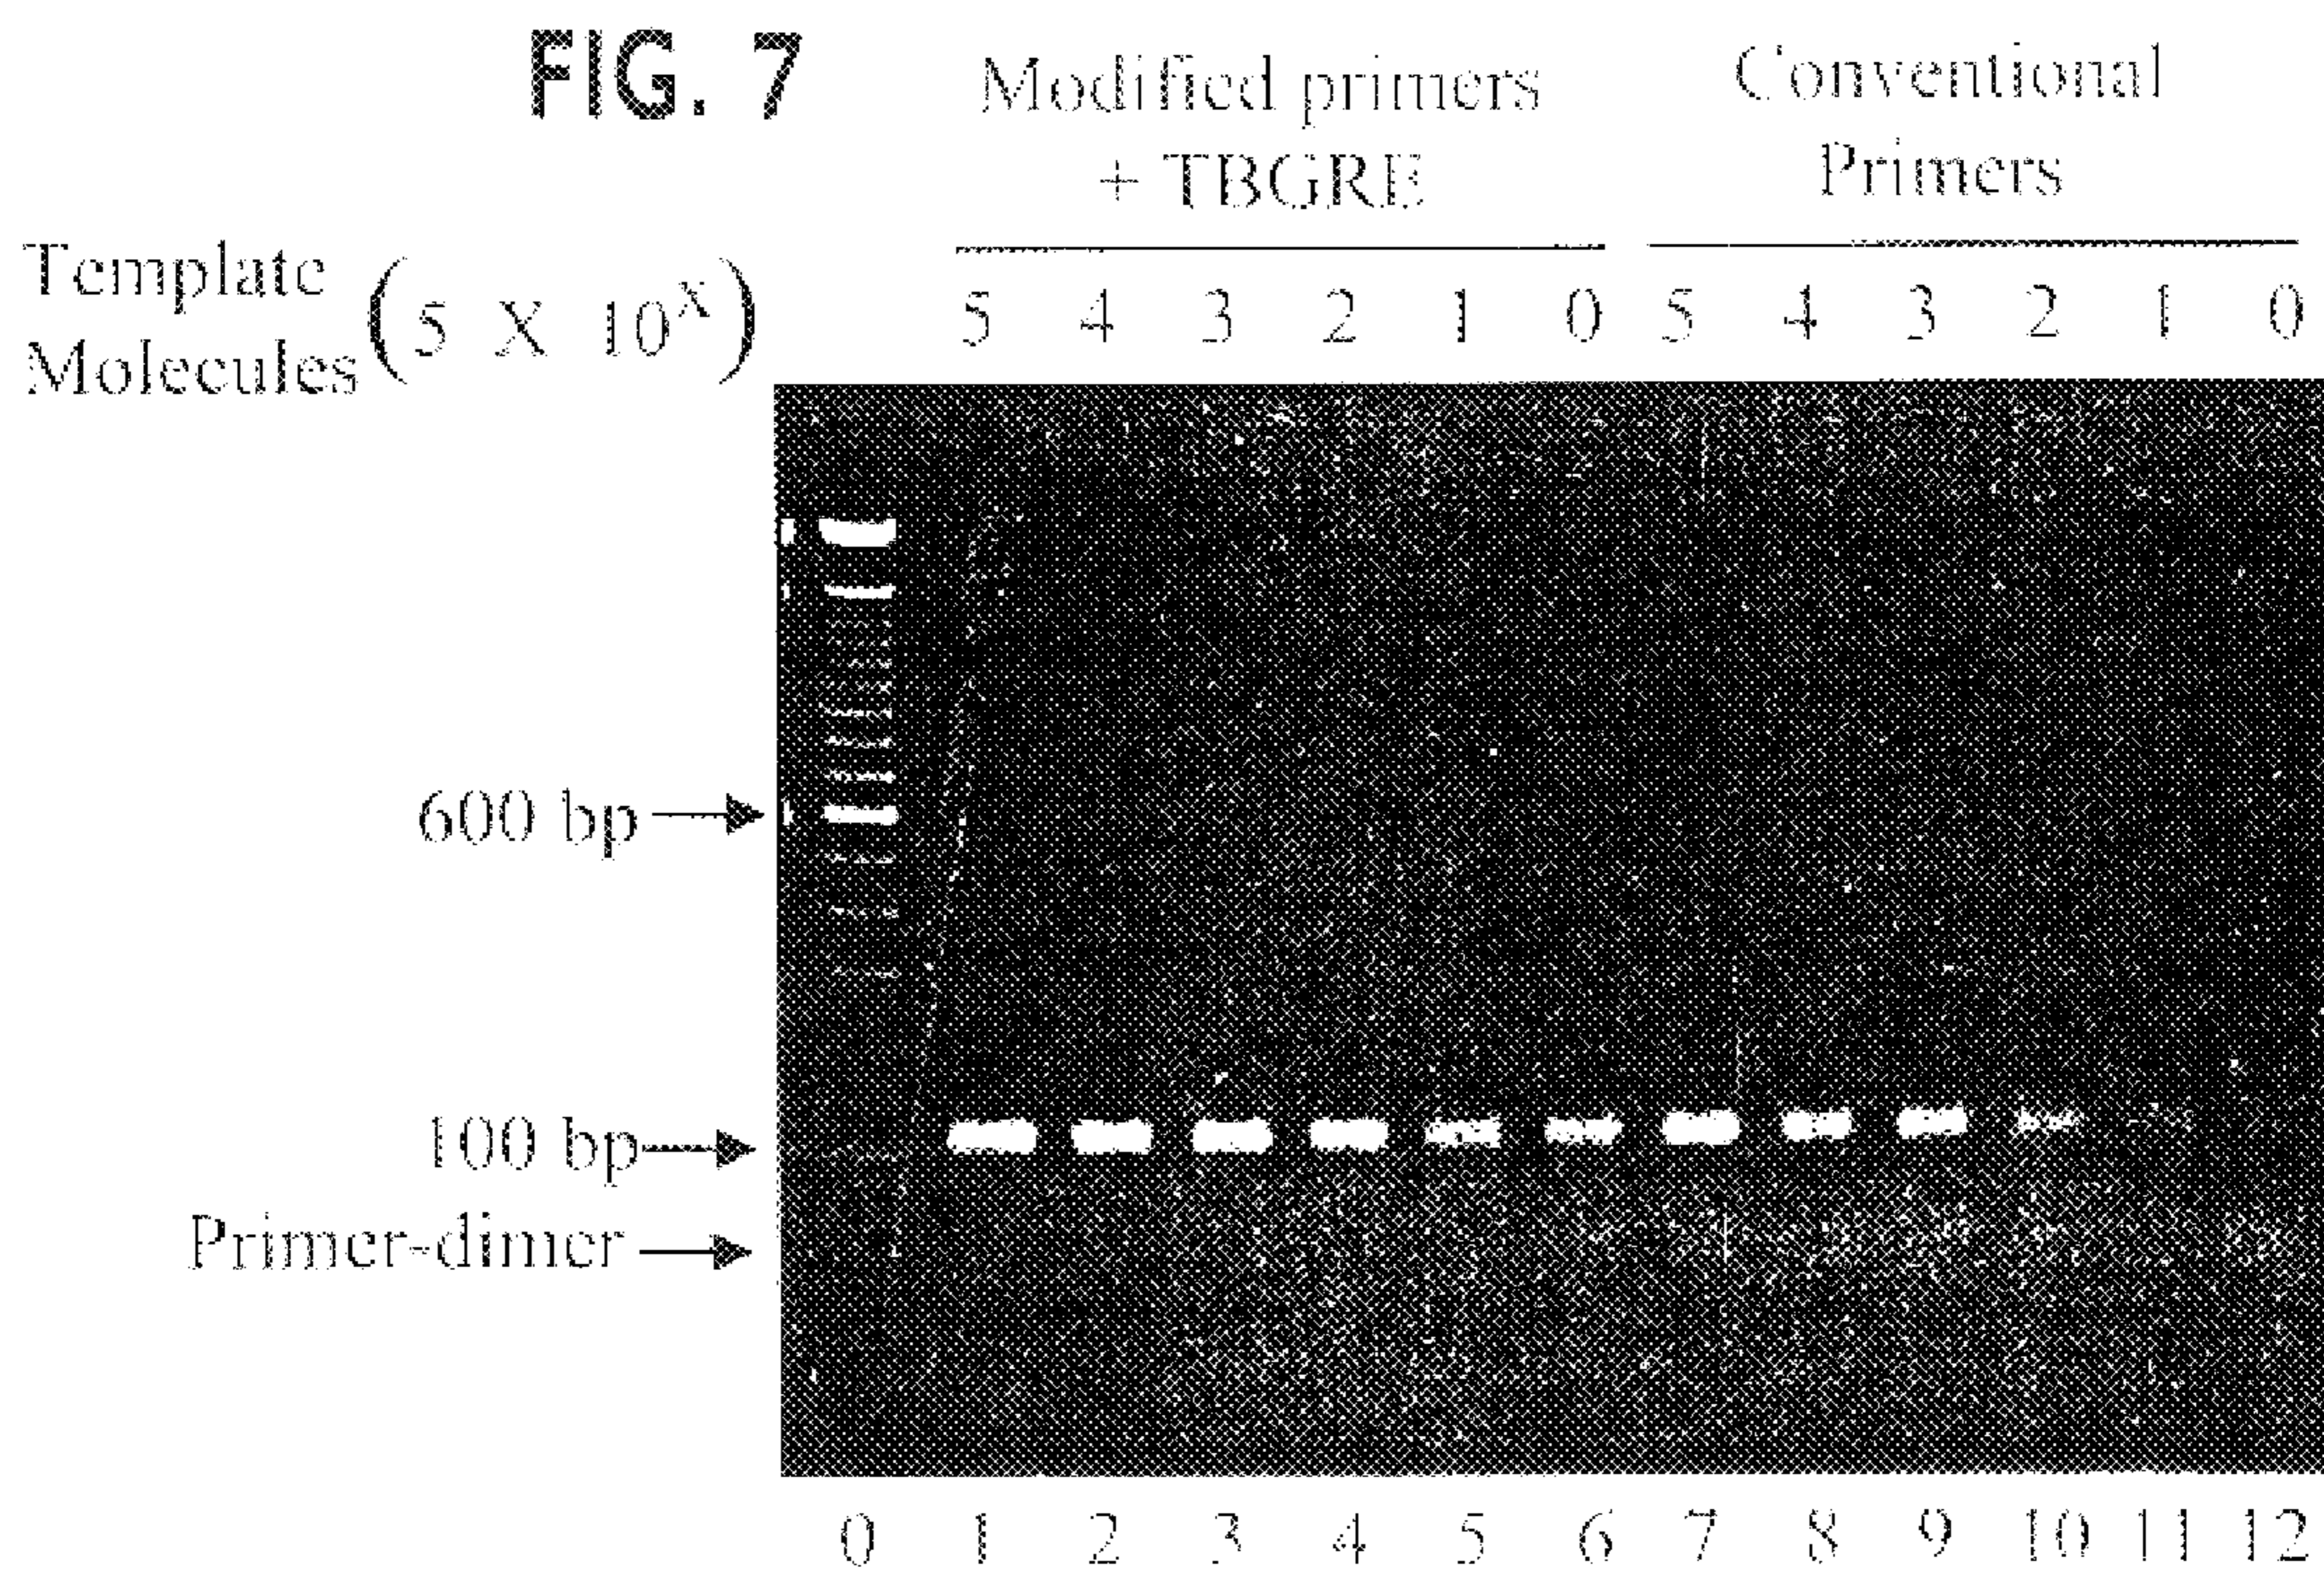 FIG. 7
Modified primers
+ TBGRE
Conventional
Primers
Template
Molecules (5 X 10^X)
5 4 3 2 1 0 5 4 3 2 1 0
600 bp
100 bp
Primer-dimer
0 1 2 3 4 5 6 7 8 9 10 11 12